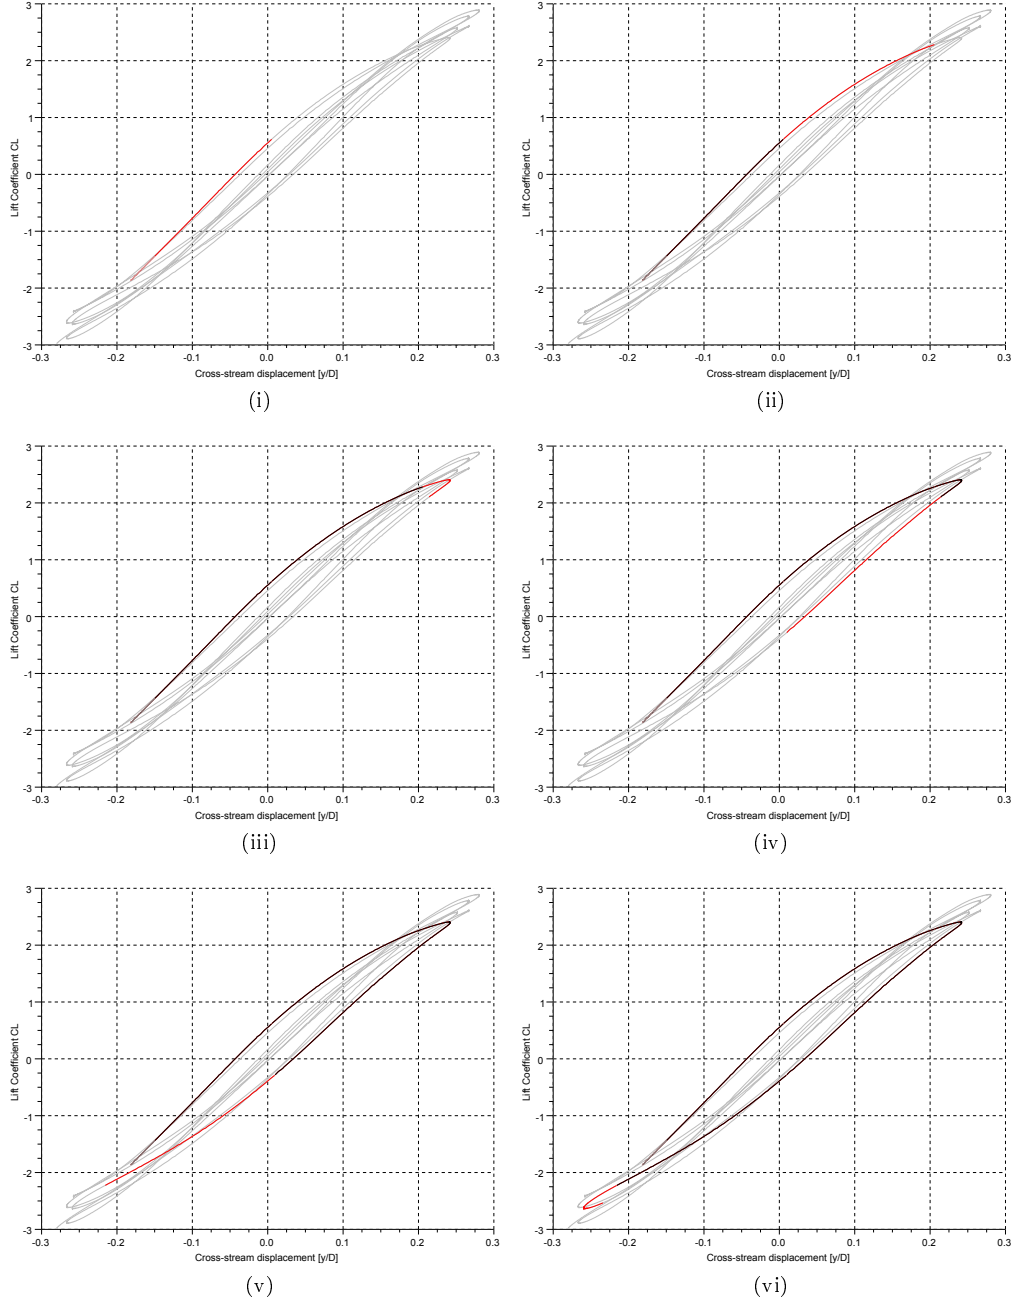 3
2
1
0
-1
-2
-3
-0.3 -0.2 -0.1 0.0 0.1 0.2 0.3
Lift Coefficient CL
Cross-stream displacement [y/D]
(i)
3
2
1
0
-1
-2
-3
-0.3 -0.2 -0.1 0.0 0.1 0.2 0.3
Lift Coefficient CL
Cross-stream displacement [y/D]
(ii)
3
2
1
0
-1
-2
-3
-0.3 -0.2 -0.1 0.0 0.1 0.2 0.3
Lift Coefficient CL
Cross-stream displacement [y/D]
(iii)
3
2
1
0
-1
-2
-3
-0.3 -0.2 -0.1 0.0 0.1 0.2 0.3
Lift Coefficient CL
Cross-stream displacement [y/D]
(iv)
3
2
1
0
-1
-2
-3
-0.3 -0.2 -0.1 0.0 0.1 0.2 0.3
Lift Coefficient CL
Cross-stream displacement [y/D]
(v)
3
2
1
0
-1
-2
-3
-0.3 -0.2 -0.1 0.0 0.1 0.2 0.3
Lift Coefficient CL
Cross-stream displacement [y/D]
(vi)